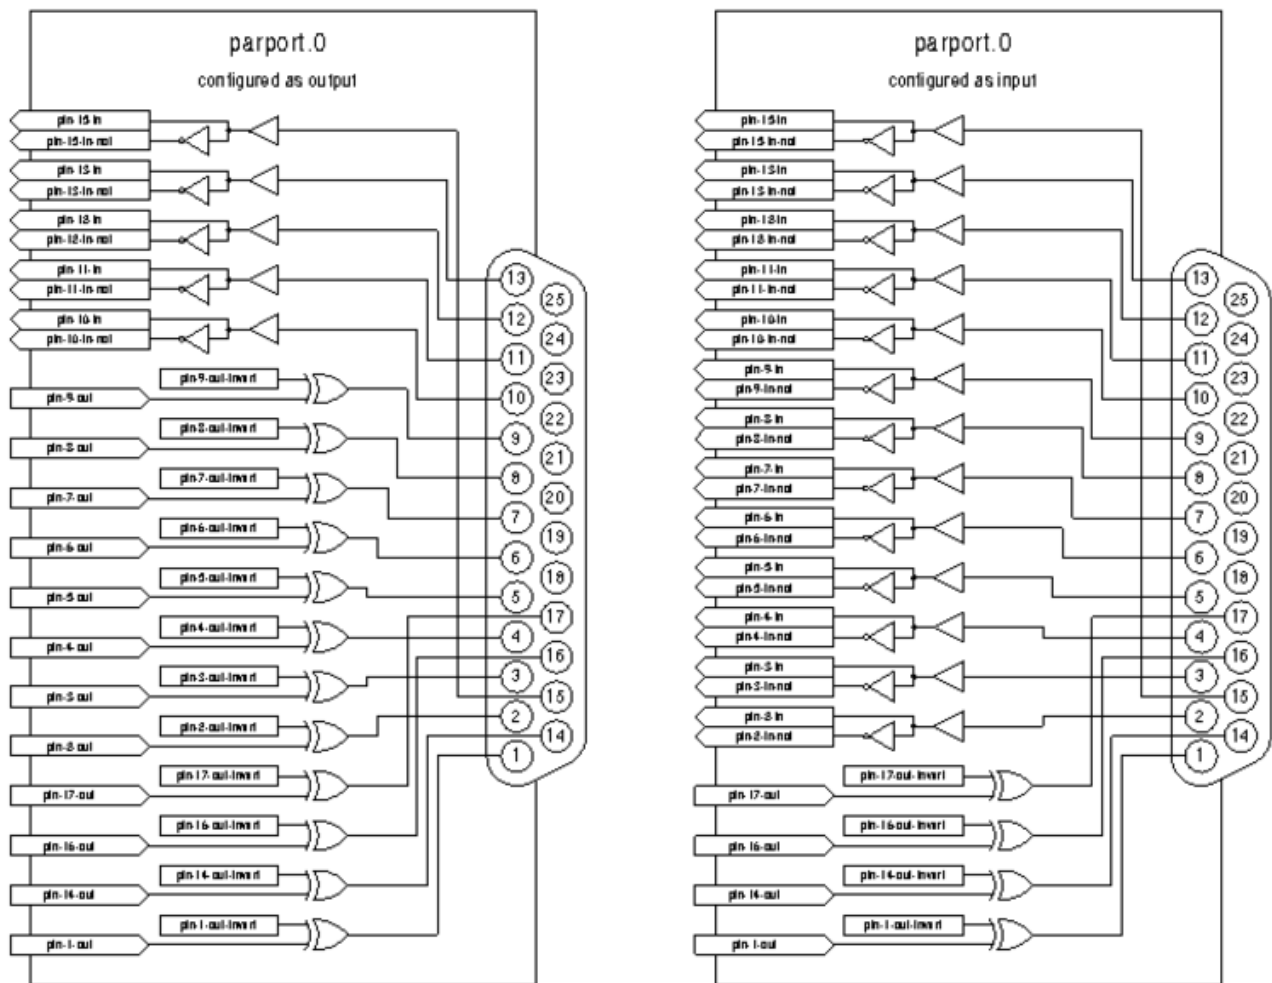 parport.0
configured as output
pin-15-in
pin-15-in-not
pin-13-in
pin-13-in-not
pin-12-in
pin-12-in-not
pin-11-in
pin-11-in-not
pin-10-in
pin-10-in-not
pin-9-out-invert
pin-9-out
pin-8-out-invert
pin-8-out
pin-7-out-invert
pin-7-out
pin-6-out-invert
pin-6-out
pin-5-out-invert
pin-5-out
pin-4-out-invert
pin-4-out
pin-3-out-invert
pin-3-out
pin-2-out-invert
pin-2-out
pin-17-out-invert
pin-17-out
pin-16-out-invert
pin-16-out
pin-14-out-invert
pin-14-out
pin-1-out-invert
pin-1-out
13
25
12
24
11
23
10
22
9
21
8
20
7
19
6
18
5
17
4
16
3
15
2
14
1
parport.0
configured as input
pin-15-in
pin-15-in-not
pin-13-in
pin-13-in-not
pin-12-in
pin-12-in-not
pin-11-in
pin-11-in-not
pin-10-in
pin-10-in-not
pin-9-in
pin-9-in-not
pin-8-in
pin-8-in-not
pin-7-in
pin-7-in-not
pin-6-in
pin-6-in-not
pin-5-in
pin-5-in-not
pin-4-in
pin-4-in-not
pin-3-in
pin-3-in-not
pin-2-in
pin-2-in-not
pin-17-out-invert
pin-17-out
pin-16-out-invert
pin-16-out
pin-14-out-invert
pin-14-out
pin-1-out-invert
pin-1-out
13
25
12
24
11
23
10
22
9
21
8
20
7
19
6
18
5
17
4
16
3
15
2
14
1